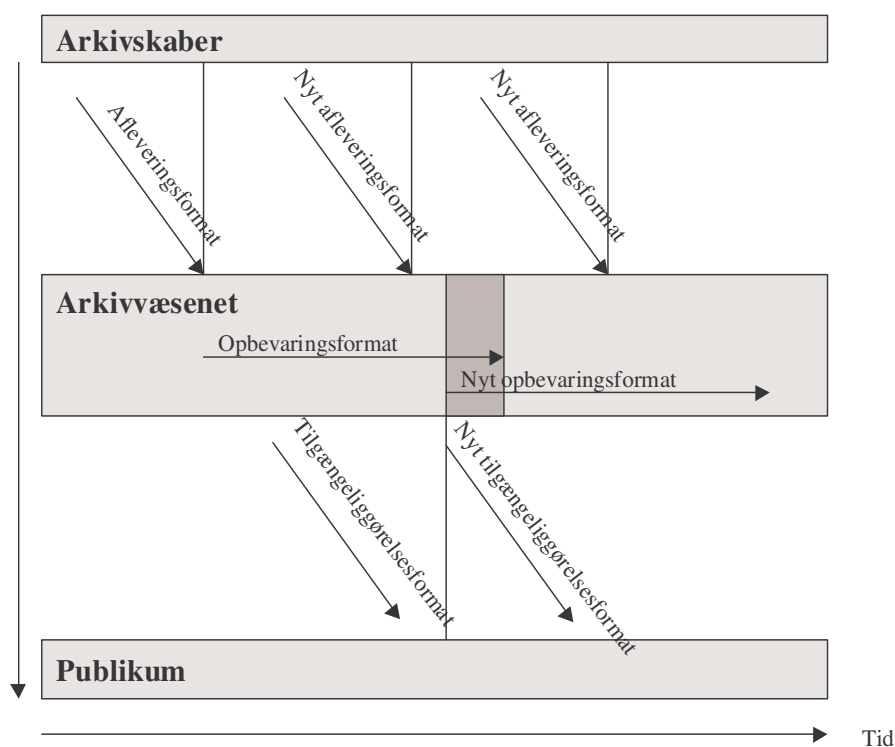 Arkivskaber
Afleveringsformat
Nyt afleveringsformat
Nyt afleveringsformat
Arkivvæsenet
Opbevaringsformat
Nyt opbevaringsformat
Tilgængeliggørelsesformat
Nyt tilgængeliggørelsesformat
Publikum
Tid